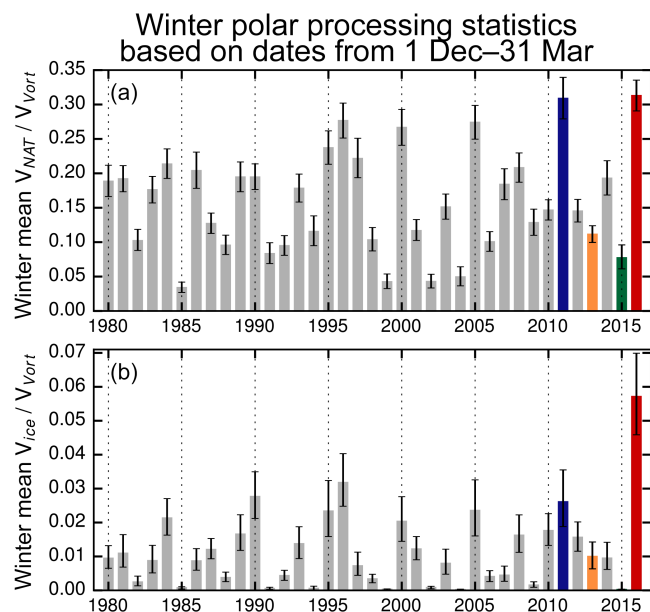 Winter polar processing statistics
based on dates from 1 Dec–31 Mar
(a)
Winter mean V_NAT / V_Vort
0.35
0.30
0.25
0.20
0.15
0.10
0.05
0.00
1980 1985 1990 1995 2000 2005 2010 2015
(b)
Winter mean V_ice / V_Vort
0.07
0.06
0.05
0.04
0.03
0.02
0.01
0.00
1980 1985 1990 1995 2000 2005 2010 2015